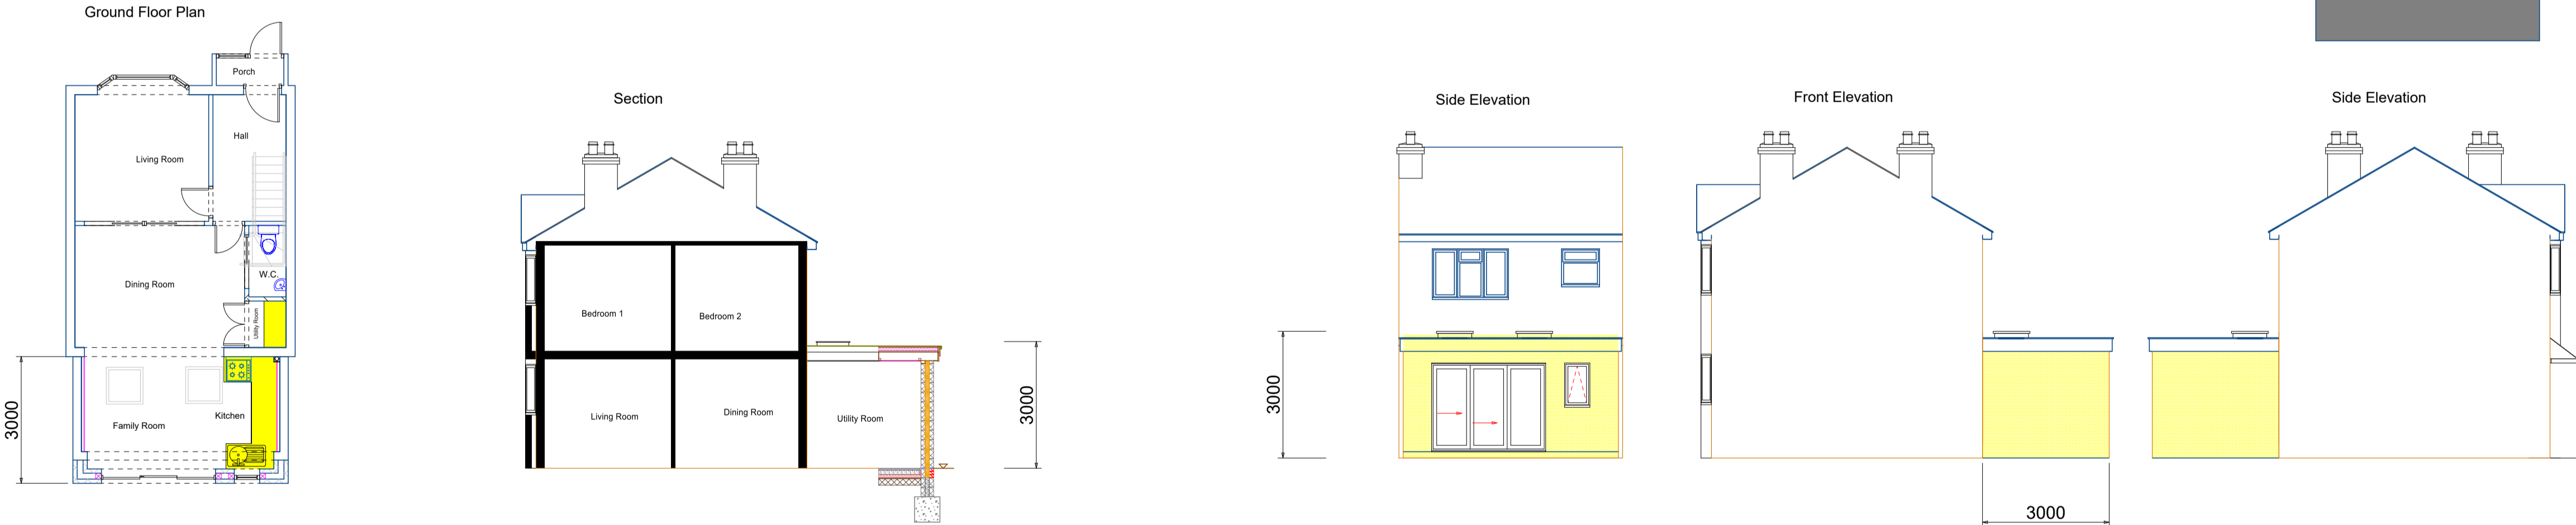 Ground Floor Plan
Porch
Hall
Living Room
W.C.
Dining Room
Utility Room
Kitchen
Family Room
3000
Section
Bedroom 1
Bedroom 2
Living Room
Dining Room
Utility Room
3000
Side Elevation
3000
Front Elevation
3000
Side Elevation